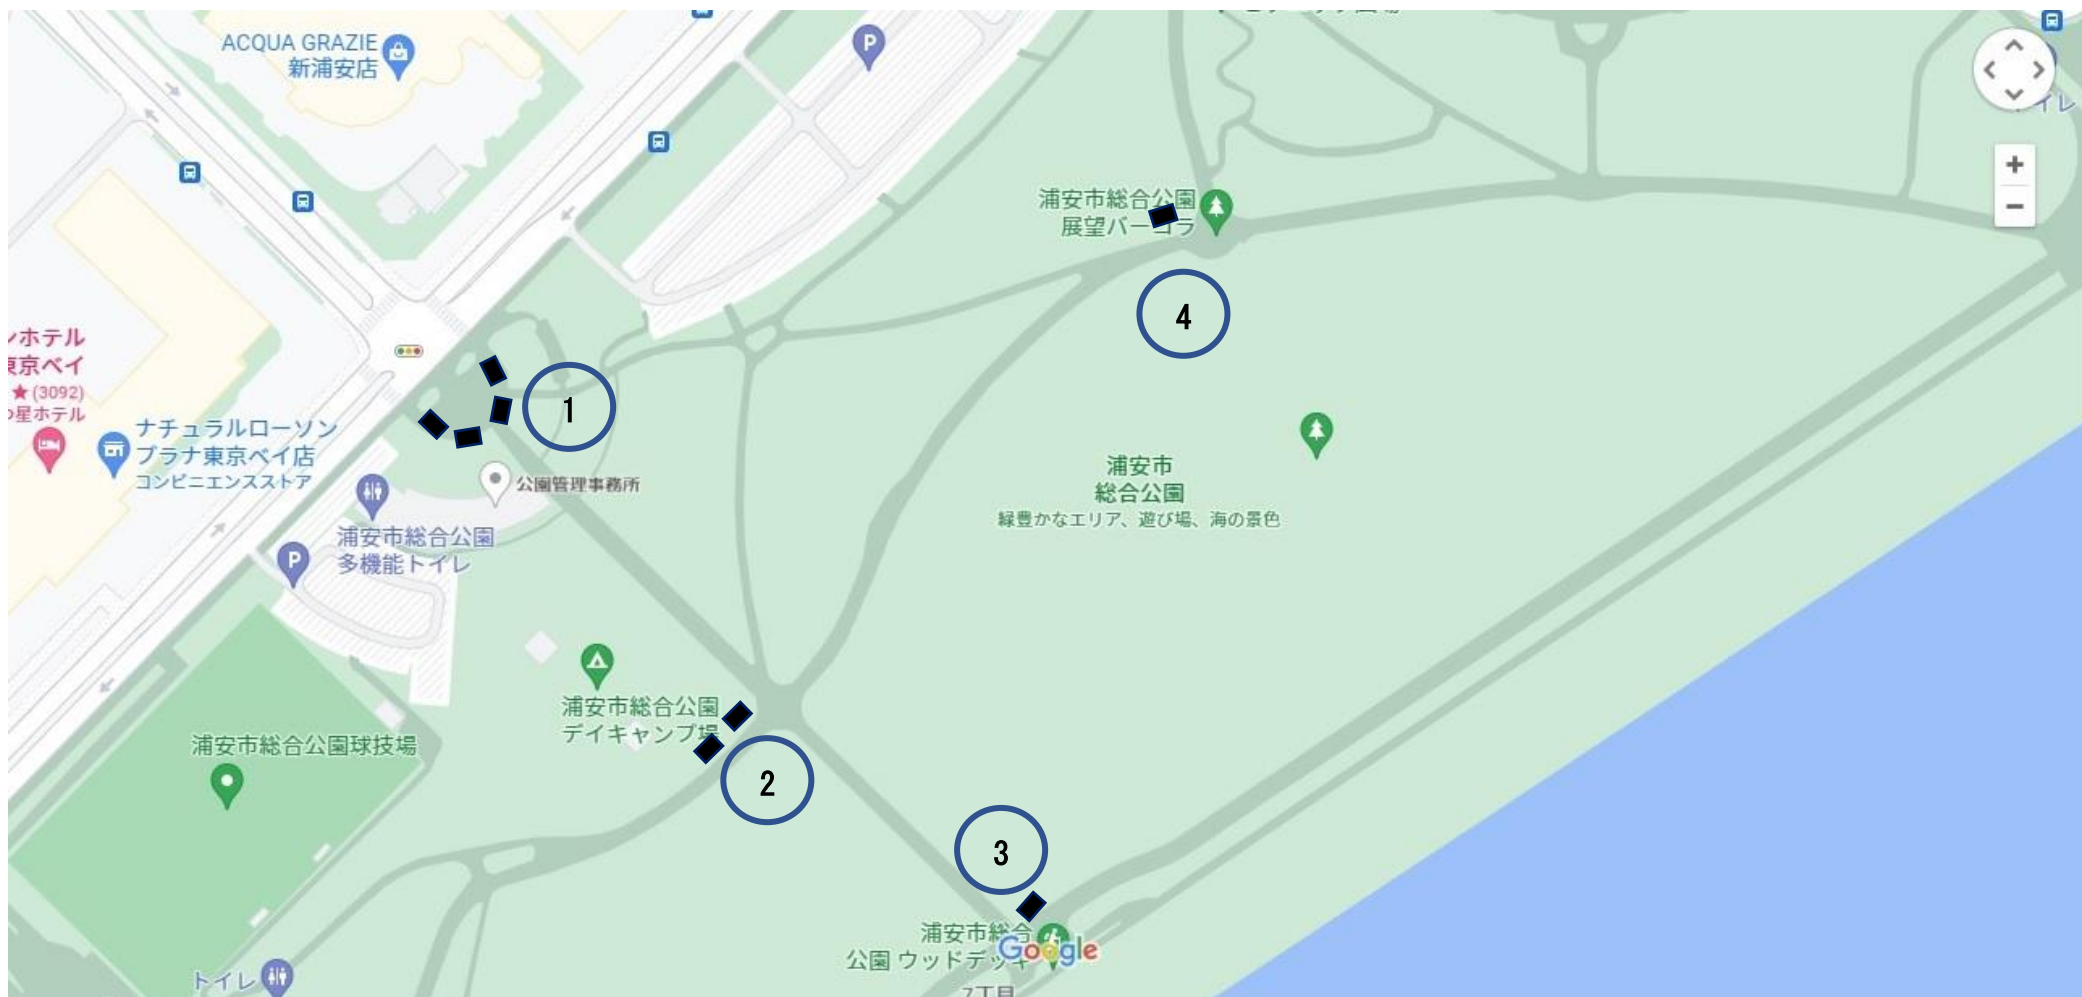 ACQUA GRAZIE
新浦安店
P
浦安市総合公園
展望パーゴラ
4
ンホテル
東京ベイ
★ (3092)
つ星ホテル
1
ナチュラルローソン
プラナ東京ベイ店
コンビニエンスストア
公園管理事務所
浦安市
総合公園
緑豊かなエリア、遊び場、海の景色
浦安市総合公園
多機能トイレ
P
浦安市総合公園
デイキャンプ場
浦安市総合公園球技場
2
3
浦安市総合
公園 ウッドデッキ
Google
トイレ
7丁目
イレ
+
−